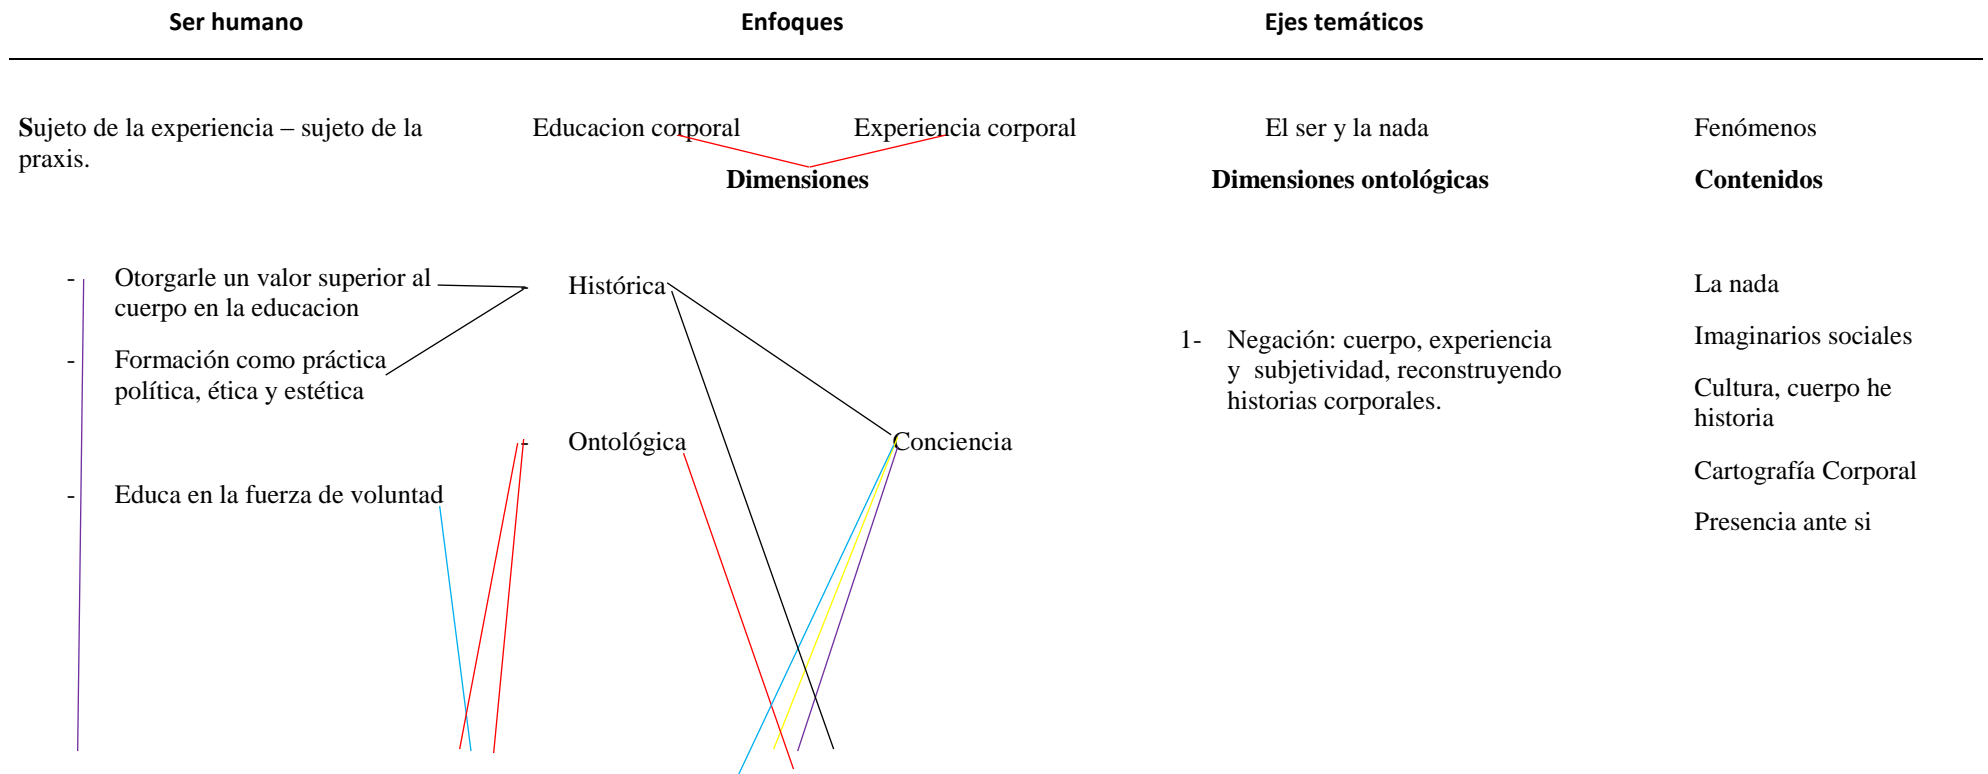 Ser humano
Enfoques
Ejes temáticos
Sujeto de la experiencia – sujeto de la
praxis.
Educacion corporal
Experiencia corporal
El ser y la nada
Fenómenos
Dimensiones
Dimensiones ontológicas
Contenidos
- Otorgarle un valor superior al
cuerpo en la educacion
- Formación como práctica
política, ética y estética
- Educa en la fuerza de voluntad
- Histórica
- Ontológica
Conciencia
1- Negación: cuerpo, experiencia
y subjetividad, reconstruyendo
historias corporales.
La nada
Imaginarios sociales
Cultura, cuerpo he
historia
Cartografía Corporal
Presencia ante si